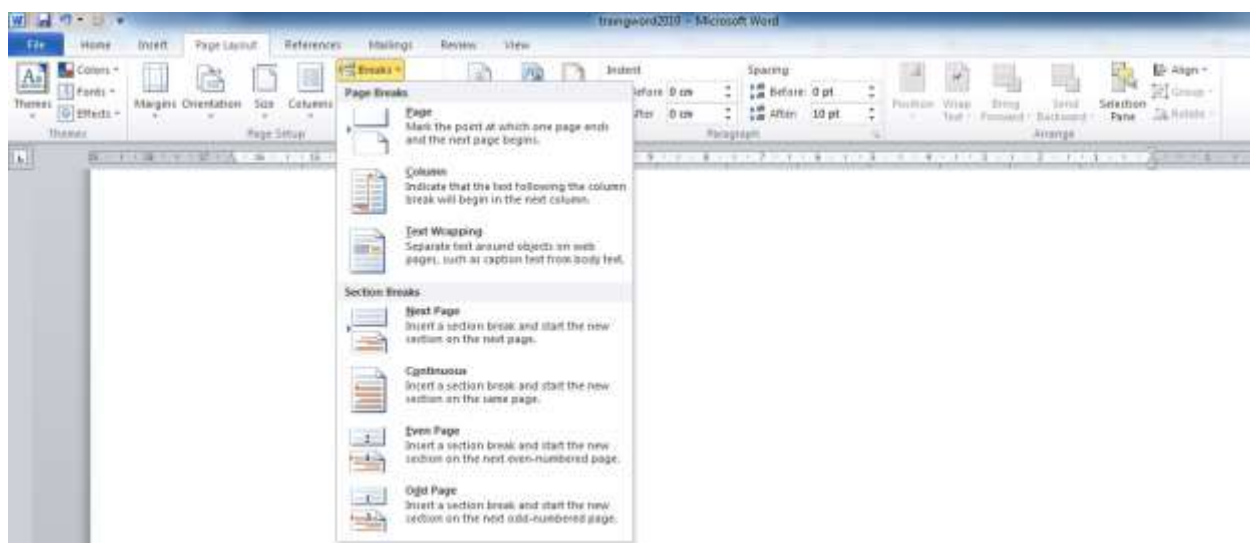 traingword2010 - Microsoft Word
File Home Insert Page Layout References Mailings Review View
Themes
Colors
Fonts
Effects
Margins Orientation Size Columns
Breaks
Indent
Spacing
Before: 0 cm
After: 0 cm
Before: 0 pt
After: 10 pt
Position Wrap Text Bring Forward Send Backward Selection Pane
Align
Group
Rotate
Themes Page Setup Paragraph Arrange
Page Breaks
Page
Mark the point at which one page ends
and the next page begins.
Column
Indicate that the text following the column
break will begin in the next column.
Text Wrapping
Separate text around objects on web
pages, such as caption text from body text.
Section Breaks
Next Page
Insert a section break and start the new
section on the next page.
Continuous
Insert a section break and start the new
section on the same page.
Even Page
Insert a section break and start the new
section on the next even-numbered page.
Odd Page
Insert a section break and start the new
section on the next odd-numbered page.